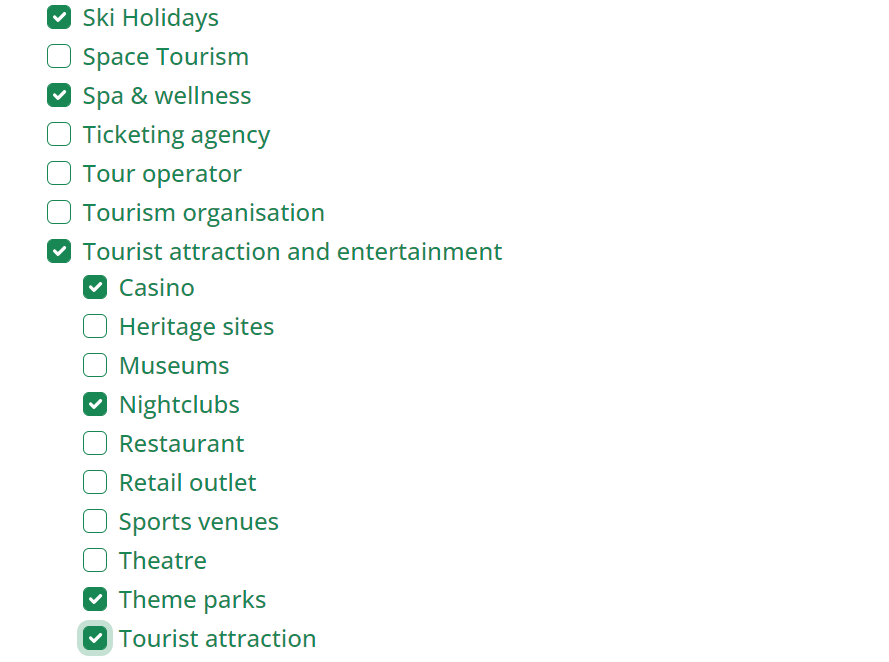 Ski Holidays
Space Tourism
Spa & wellness
Ticketing agency
Tour operator
Tourism organisation
Tourist attraction and entertainment
Casino
Heritage sites
Museums
Nightclubs
Restaurant
Retail outlet
Sports venues
Theatre
Theme parks
Tourist attraction